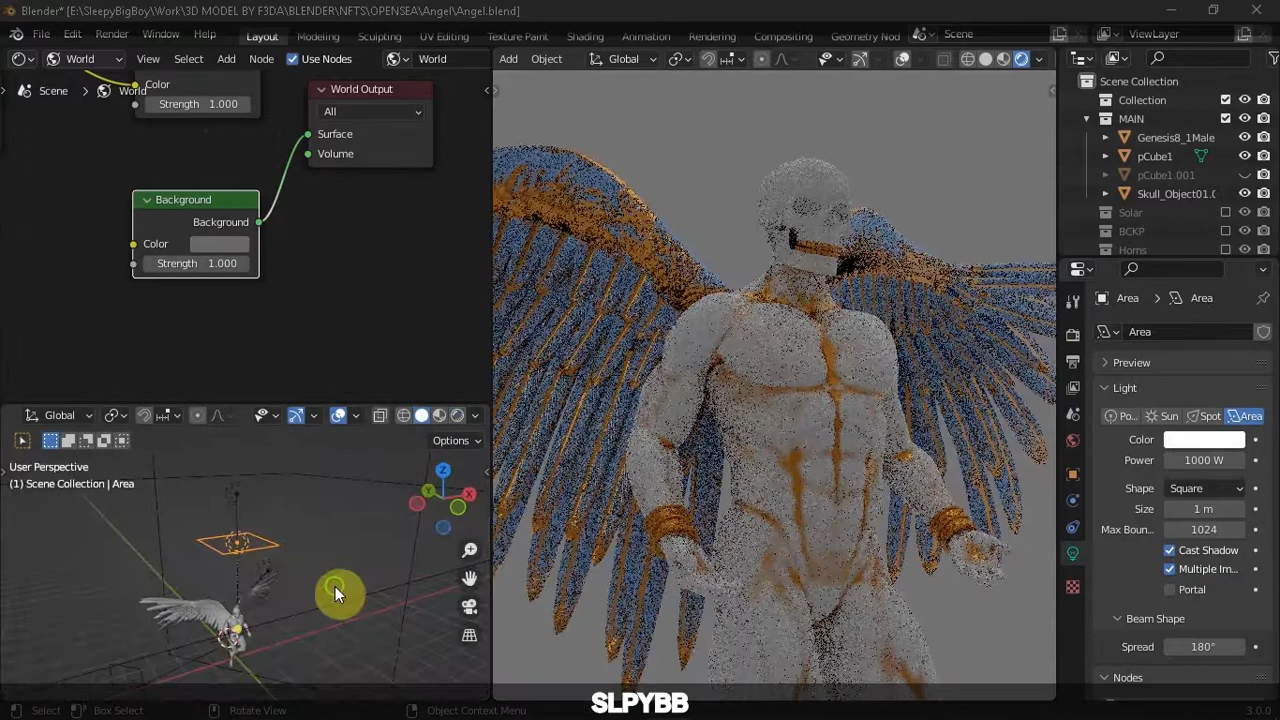 Blender* [E:\SleepyBigBoy\Work\3D MODEL BY F3DA\BLENDER\NFTS\OPENSEA\Angel\Angel.blend]
File Edit Render Window Help Layout Modeling Sculpting UV Editing Texture Paint Shading Animation Rendering Compositing Geometry Nod Scene ViewLayer
World View Select Add Node Use Nodes World Add Object Global
Scene World
Color
Strength 1.000
World Output
All
Surface
Volume
Background
Background
Color
Strength 1.000
Scene Collection
Collection
MAIN
Genesis8_1Male
pCube1
pCube1.001
Skull_Object01.0
Solar
BCKP
Horns
Area Area
Area
Preview
Light
Po... Sun Spot Area
Color
Power 1000 W
Shape Square
Size 1 m
Max Boun... 1024
Cast Shadow
Multiple Im...
Portal
Beam Shape
Spread 180°
Nodes
Global
Options
User Perspective
(1) Scene Collection | Area
Z
Y
X
SLPYBB
Select Box Select Rotate View Object Context Menu 3.0.0